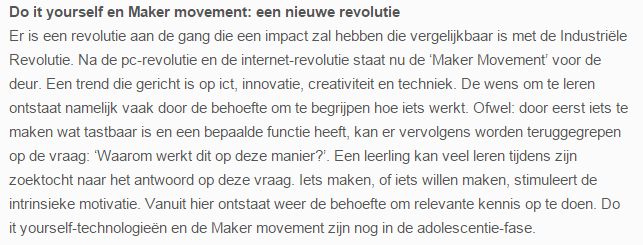 Do it yourself en Maker movement: een nieuwe revolutie
Er is een revolutie aan de gang die een impact zal hebben die vergelijkbaar is met de Industriële
Revolutie. Na de pc-revolutie en de internet-revolutie staat nu de ‘Maker Movement’ voor de
deur. Een trend die gericht is op ict, innovatie, creativiteit en techniek. De wens om te leren
ontstaat namelijk vaak door de behoefte om te begrijpen hoe iets werkt. Ofwel: door eerst iets te
maken wat tastbaar is en een bepaalde functie heeft, kan er vervolgens worden teruggegrepen
op de vraag: ‘Waarom werkt dit op deze manier?’. Een leerling kan veel leren tijdens zijn
zoektocht naar het antwoord op deze vraag. Iets maken, of iets willen maken, stimuleert de
intrinsieke motivatie. Vanuit hier ontstaat weer de behoefte om relevante kennis op te doen. Do
it yourself-technologieën en de Maker movement zijn nog in de adolescentie-fase.